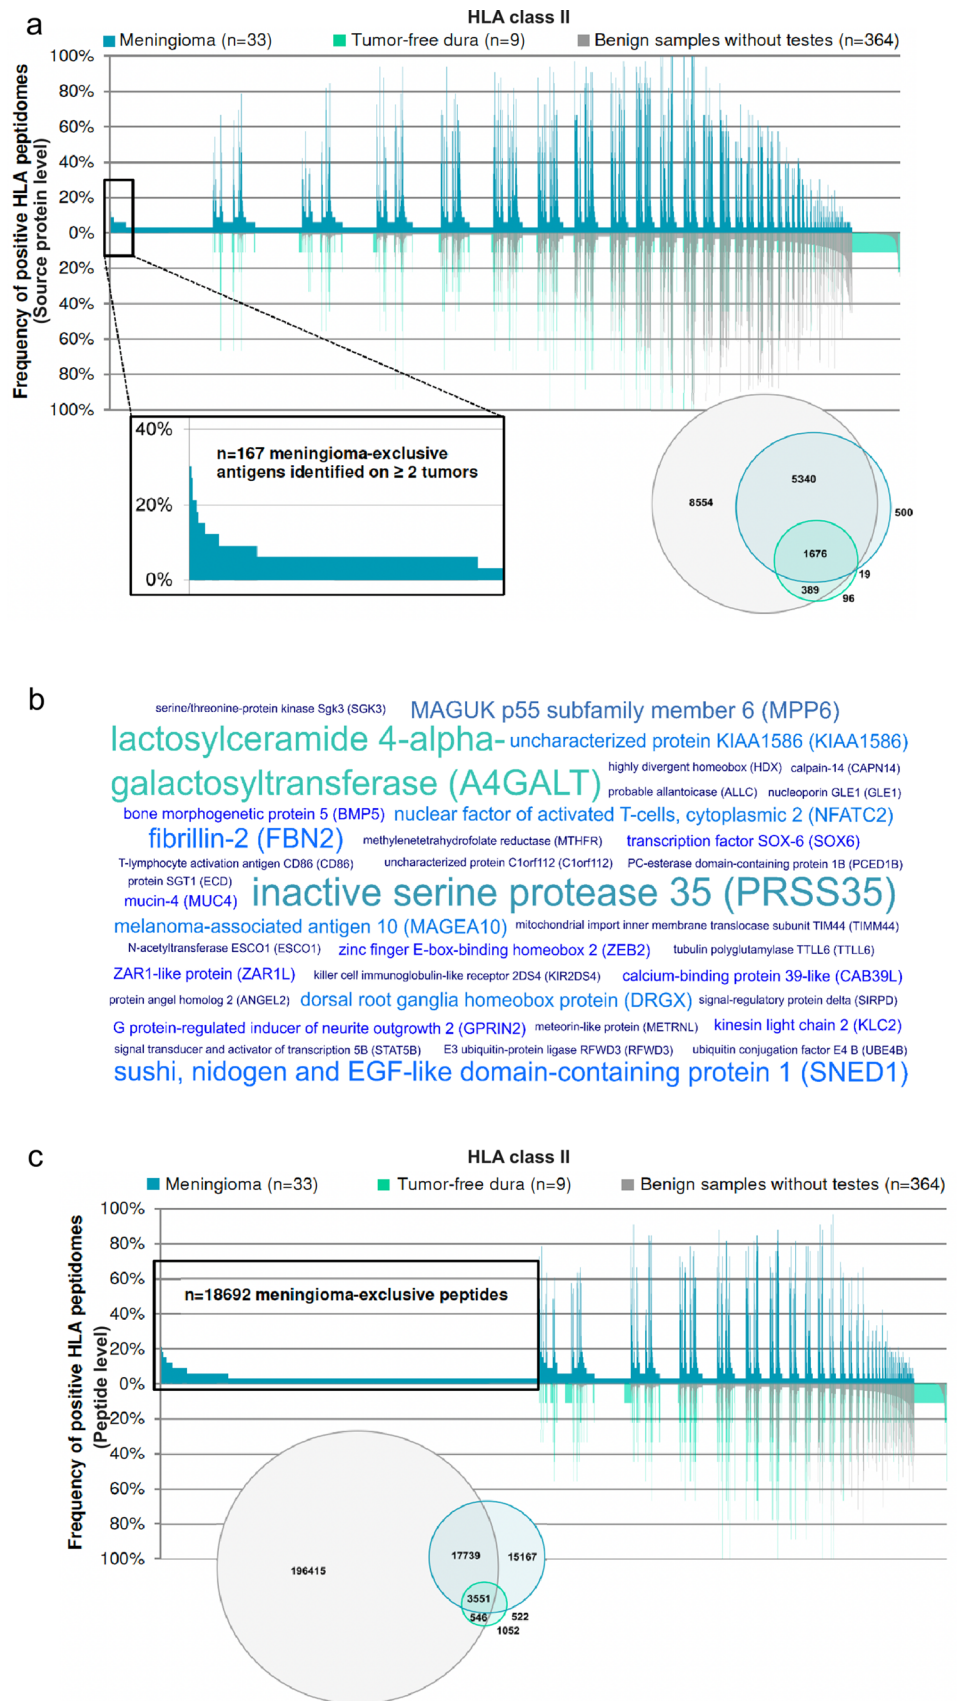 a
HLA class II
Meningioma (n=33)
Tumor-free dura (n=9)
Benign samples without testes (n=364)
Frequency of positive HLA peptidomes
(Source protein level)
100%
80%
60%
40%
20%
0%
20%
40%
60%
80%
100%
40%
20%
0%
n=167 meningioma-exclusive
antigens identified on ≥ 2 tumors
8554
5340
500
1676
19
389
96
b
serine/threonine-protein kinase Sgk3 (SGK3)
MAGUK p55 subfamily member 6 (MPP6)
lactosylceramide 4-alpha-
galactosyltransferase (A4GALT)
uncharacterized protein KIAA1586 (KIAA1586)
highly divergent homeobox (HDX)
calpain-14 (CAPN14)
probable allantoicase (ALLC)
nucleoporin GLE1 (GLE1)
bone morphogenetic protein 5 (BMP5)
nuclear factor of activated T-cells, cytoplasmic 2 (NFATC2)
fibrillin-2 (FBN2)
methylenetetrahydrofolate reductase (MTHFR)
transcription factor SOX-6 (SOX6)
T-lymphocyte activation antigen CD86 (CD86)
uncharacterized protein C1orf112 (C1orf112)
PC-esterase domain-containing protein 1B (PCED1B)
protein SGT1 (ECD)
mucin-4 (MUC4)
inactive serine protease 35 (PRSS35)
melanoma-associated antigen 10 (MAGEA10)
mitochondrial import inner membrane translocase subunit TIM44 (TIMM44)
N-acetyltransferase ESCO1 (ESCO1)
zinc finger E-box-binding homeobox 2 (ZEB2)
tubulin polyglutamylase TTLL6 (TTLL6)
ZAR1-like protein (ZAR1L)
killer cell immunoglobulin-like receptor 2DS4 (KIR2DS4)
calcium-binding protein 39-like (CAB39L)
protein angel homolog 2 (ANGEL2)
dorsal root ganglia homeobox protein (DRGX)
signal-regulatory protein delta (SIRPD)
G protein-regulated inducer of neurite outgrowth 2 (GPRIN2)
meteorin-like protein (METRNL)
kinesin light chain 2 (KLC2)
signal transducer and activator of transcription 5B (STAT5B)
E3 ubiquitin-protein ligase RFWD3 (RFWD3)
ubiquitin conjugation factor E4 B (UBE4B)
sushi, nidogen and EGF-like domain-containing protein 1 (SNED1)
c
HLA class II
Meningioma (n=33)
Tumor-free dura (n=9)
Benign samples without testes (n=364)
Frequency of positive HLA peptidomes
(Peptide level)
100%
80%
60%
40%
20%
0%
20%
40%
60%
80%
100%
n=18692 meningioma-exclusive peptides
196415
17739
15167
3551
546
522
1052